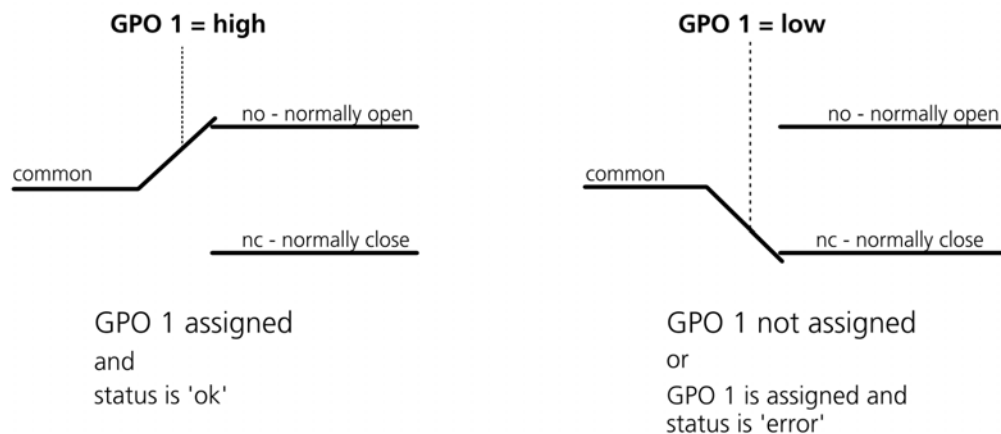 GPO 1 = high
no - normally open
common
nc - normally close
GPO 1 assigned
and
status is 'ok'
GPO 1 = low
no - normally open
common
nc - normally close
GPO 1 not assigned
or
GPO 1 is assigned and
status is 'error'